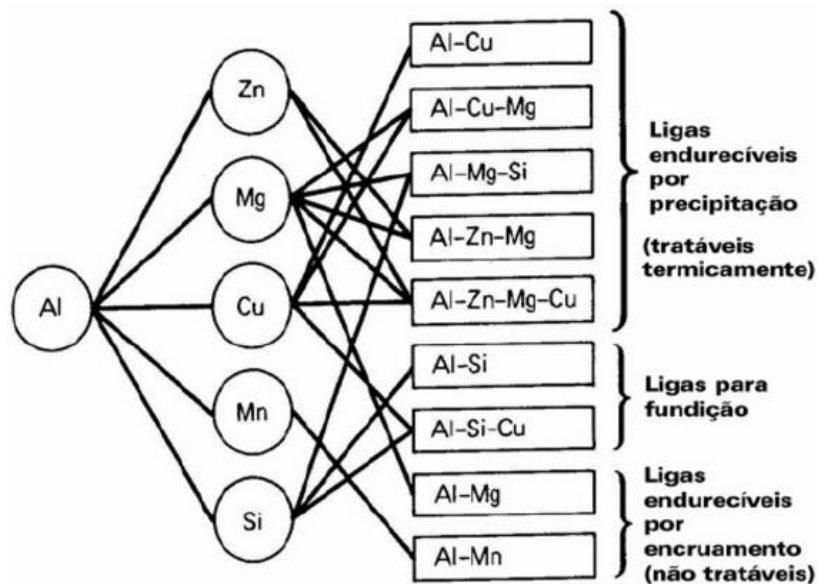 Al
Zn
Mg
Cu
Mn
Si
Al-Cu
Al-Cu-Mg
Al-Mg-Si
Al-Zn-Mg
Al-Zn-Mg-Cu
Al-Si
Al-Si-Cu
Al-Mg
Al-Mn
Ligas
endurecíveis
por
precipitação
(tratáveis
termicamente)
Ligas para
fundição
Ligas
endurecíveis
por
encruamento
(não tratáveis)